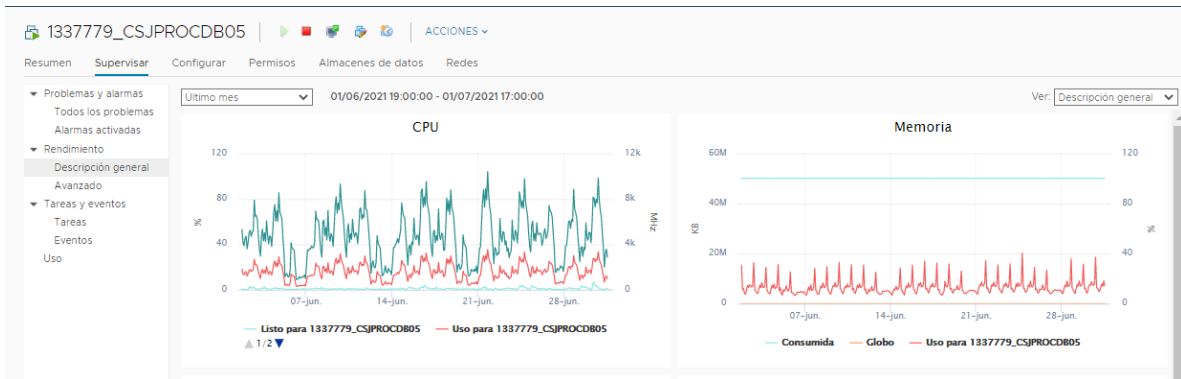 1337779_CSJPROCDB05 ACCIONES
Resumen Supervisar Configurar Permisos Almacenes de datos Redes
Problemas y alarmas
Todos los problemas
Alarmas activadas
Rendimiento
Descripción general
Avanzado
Tareas y eventos
Tareas
Eventos
Uso
Último mes 01/06/2021 19:00:00 - 01/07/2021 17:00:00 Ver: Descripción general
CPU
120 12k
80 8k
40 4k
0 0
% MHz
07-jun. 14-jun. 21-jun. 28-jun.
Listo para 1337779_CSJPROCDB05 Uso para 1337779_CSJPROCDB05
1/2
Memoria
60M 120
40M 80
20M 40
0 0
KB %
07-jun. 14-jun. 21-jun. 28-jun.
Consumida Globo Uso para 1337779_CSJPROCDB05